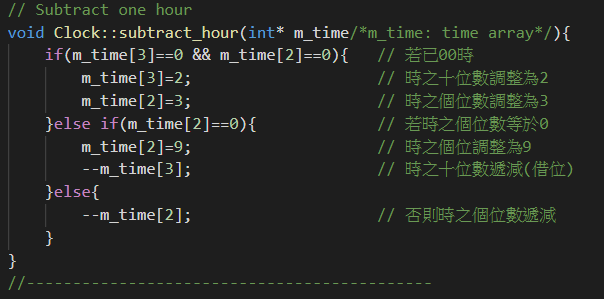 // Subtract one hour
void Clock::subtract_hour(int* m_time/*m_time: time array*/){
    if(m_time[3]==0 && m_time[2]==0){   // 若已00時
        m_time[3]=2;                    // 時之十位數調整為2
        m_time[2]=3;                    // 時之個位數調整為3
    }else if(m_time[2]==0){             // 若時之個位數等於0
        m_time[2]=9;                    // 時之個位調整為9
        --m_time[3];                    // 時之十位數遞減(借位)
    }else{
        --m_time[2];                    // 否則時之個位數遞減
    }
}
//--------------------------------------------